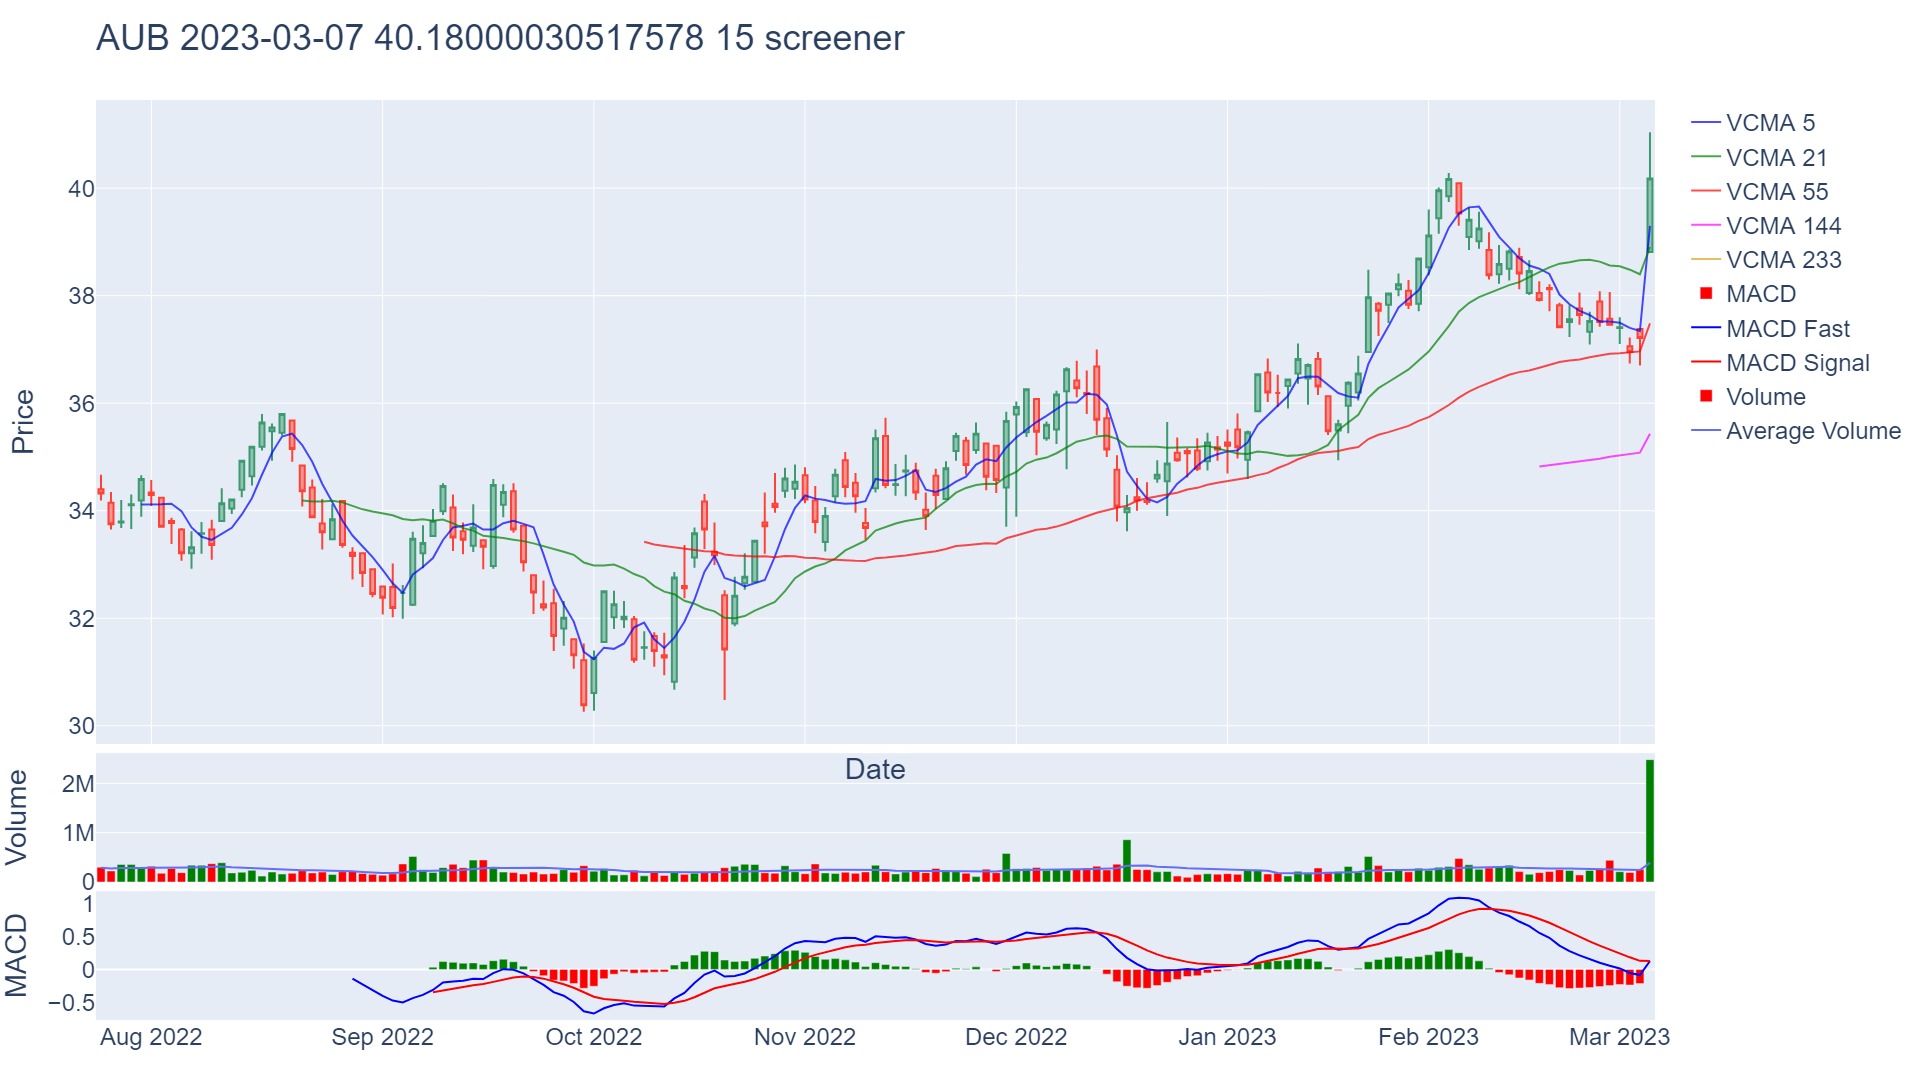 AUB 2023-03-07 40.18000030517578 15 screener
Price
40
38
36
34
32
30
VCMA 5
VCMA 21
VCMA 55
VCMA 144
VCMA 233
MACD
MACD Fast
MACD Signal
Volume
Average Volume
Date
Volume
2M
1M
0
MACD
1
0.5
0
−0.5
Aug 2022
Sep 2022
Oct 2022
Nov 2022
Dec 2022
Jan 2023
Feb 2023
Mar 2023